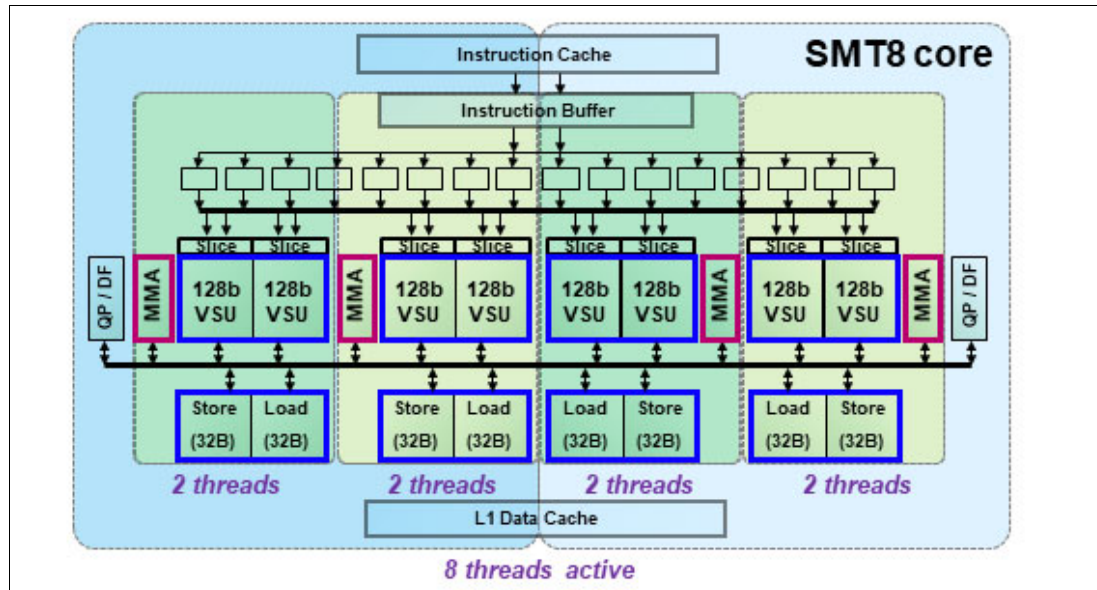 SMT8 core
Instruction Cache
Instruction Buffer
Slice Slice Slice Slice Slice Slice Slice Slice
QP / DF
MMA
128b VSU
128b VSU
MMA
128b VSU
128b VSU
128b VSU
128b VSU
MMA
128b VSU
128b VSU
MMA
QP / DF
Store (32B)
Load (32B)
Store (32B)
Load (32B)
Load (32B)
Store (32B)
Load (32B)
Store (32B)
2 threads 2 threads 2 threads 2 threads
L1 Data Cache
8 threads active